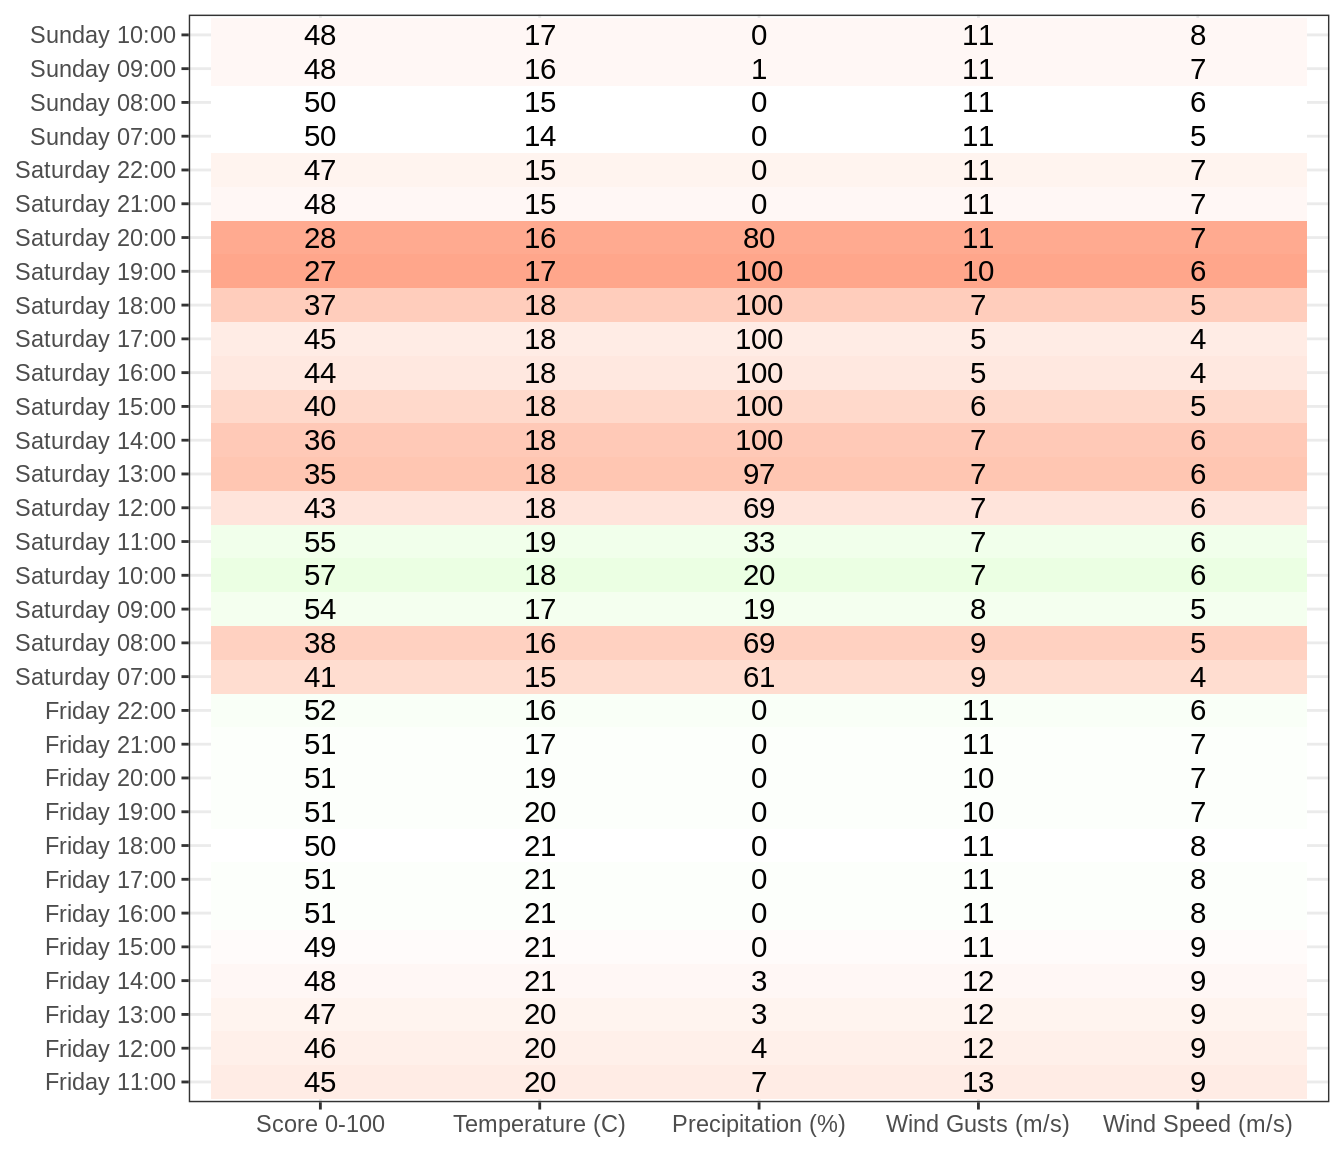 Sunday 10:00 48 17 0 11 8
Sunday 09:00 48 16 1 11 7
Sunday 08:00 50 15 0 11 6
Sunday 07:00 50 14 0 11 5
Saturday 22:00 47 15 0 11 7
Saturday 21:00 48 15 0 11 7
Saturday 20:00 28 16 80 11 7
Saturday 19:00 27 17 100 10 6
Saturday 18:00 37 18 100 7 5
Saturday 17:00 45 18 100 5 4
Saturday 16:00 44 18 100 5 4
Saturday 15:00 40 18 100 6 5
Saturday 14:00 36 18 100 7 6
Saturday 13:00 35 18 97 7 6
Saturday 12:00 43 18 69 7 6
Saturday 11:00 55 19 33 7 6
Saturday 10:00 57 18 20 7 6
Saturday 09:00 54 17 19 8 5
Saturday 08:00 38 16 69 9 5
Saturday 07:00 41 15 61 9 4
Friday 22:00 52 16 0 11 6
Friday 21:00 51 17 0 11 7
Friday 20:00 51 19 0 10 7
Friday 19:00 51 20 0 10 7
Friday 18:00 50 21 0 11 8
Friday 17:00 51 21 0 11 8
Friday 16:00 51 21 0 11 8
Friday 15:00 49 21 0 11 9
Friday 14:00 48 21 3 12 9
Friday 13:00 47 20 3 12 9
Friday 12:00 46 20 4 12 9
Friday 11:00 45 20 7 13 9
Score 0-100 Temperature (C) Precipitation (%) Wind Gusts (m/s) Wind Speed (m/s)